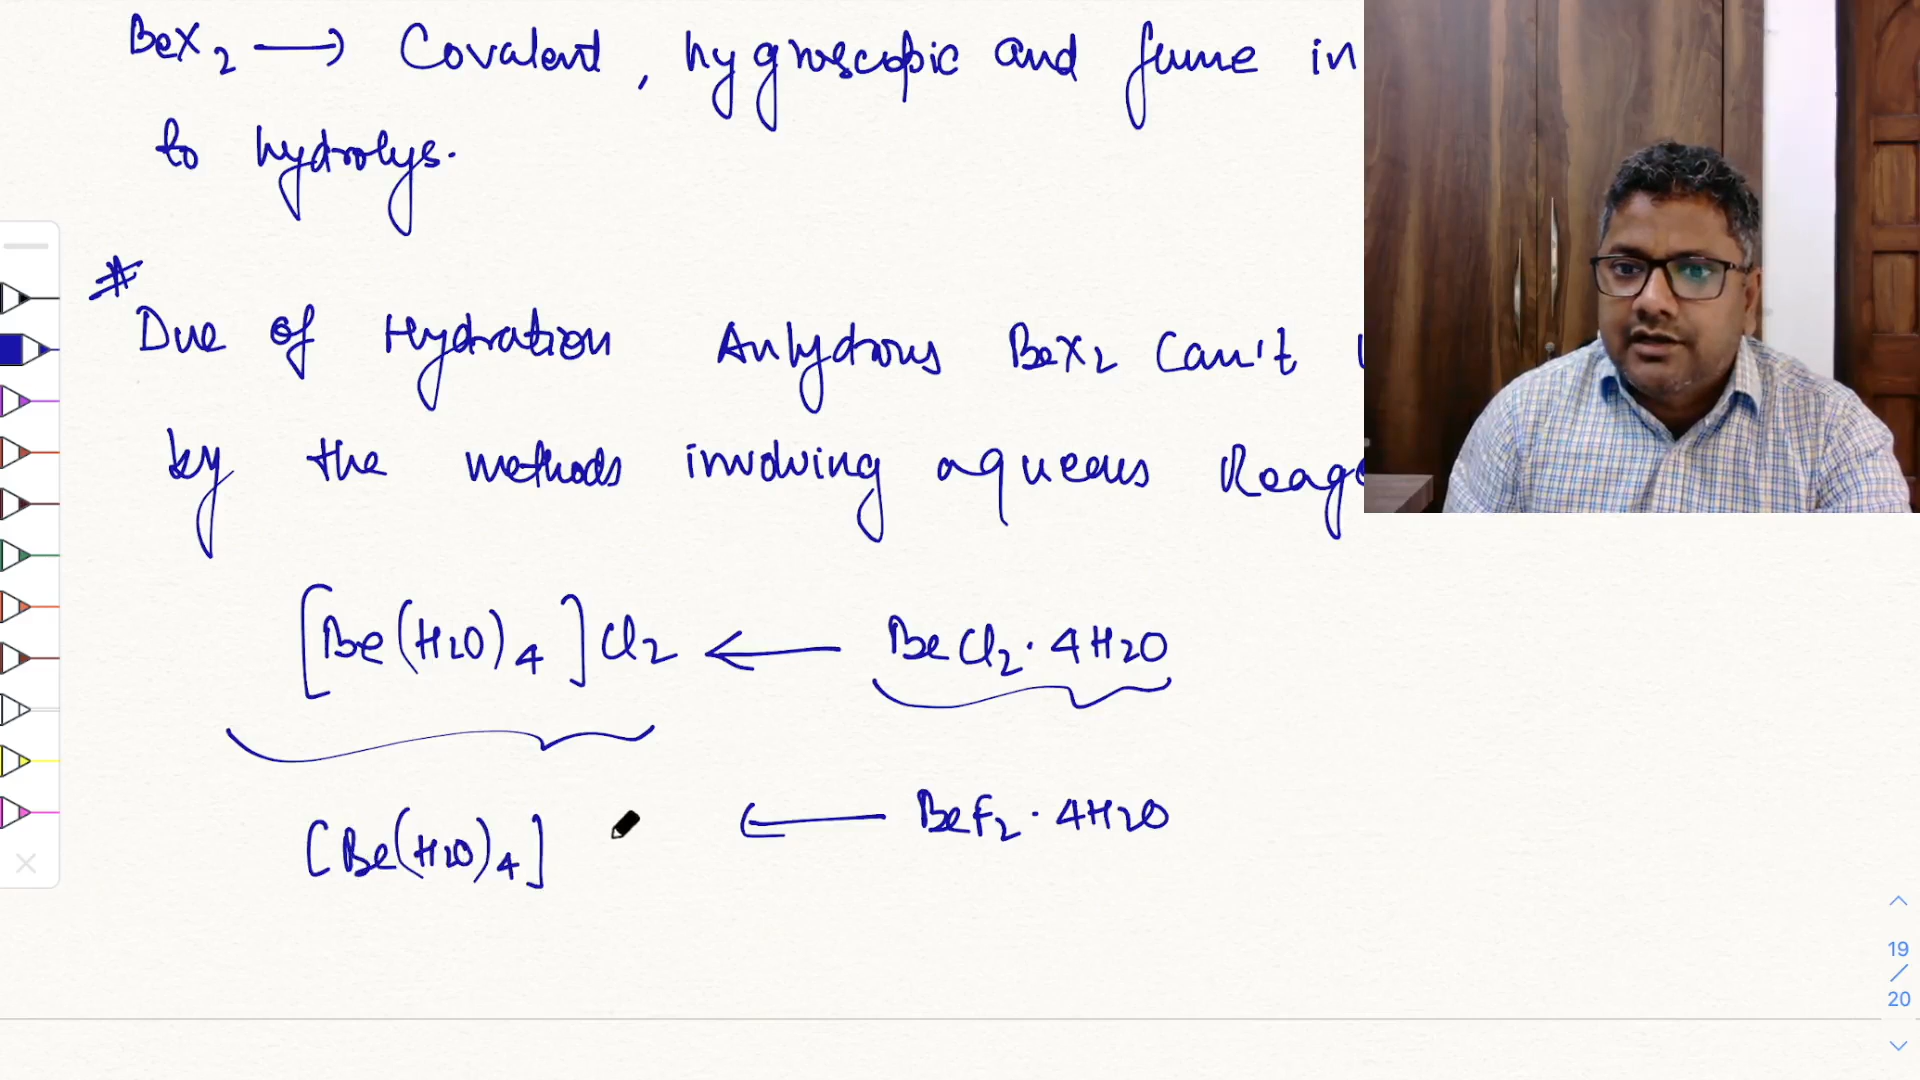 BeX2 → Covalent, hygroscopic and fume in
to hydrolys.
#
Due of Hydration Anhydrous BeX2 Can't
by the methods involving aqueous Reage
[Be(H2O)4]Cl2 ← BeCl2·4H2O
[Be(H2O)4] ← BeF2·4H2O
19
/
20